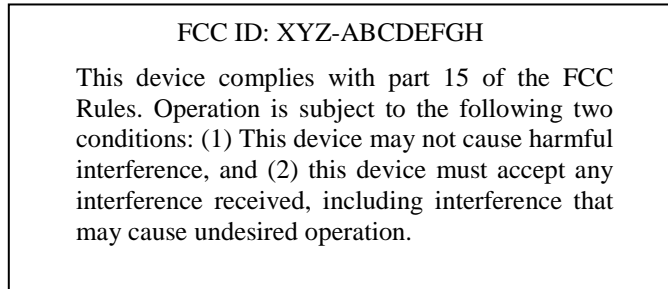 FCC ID: XYZ-ABCDEFGH
This device complies with part 15 of the FCC
Rules. Operation is subject to the following two
conditions: (1) This device may not cause harmful
interference, and (2) this device must accept any
interference received, including interference that
may cause undesired operation.